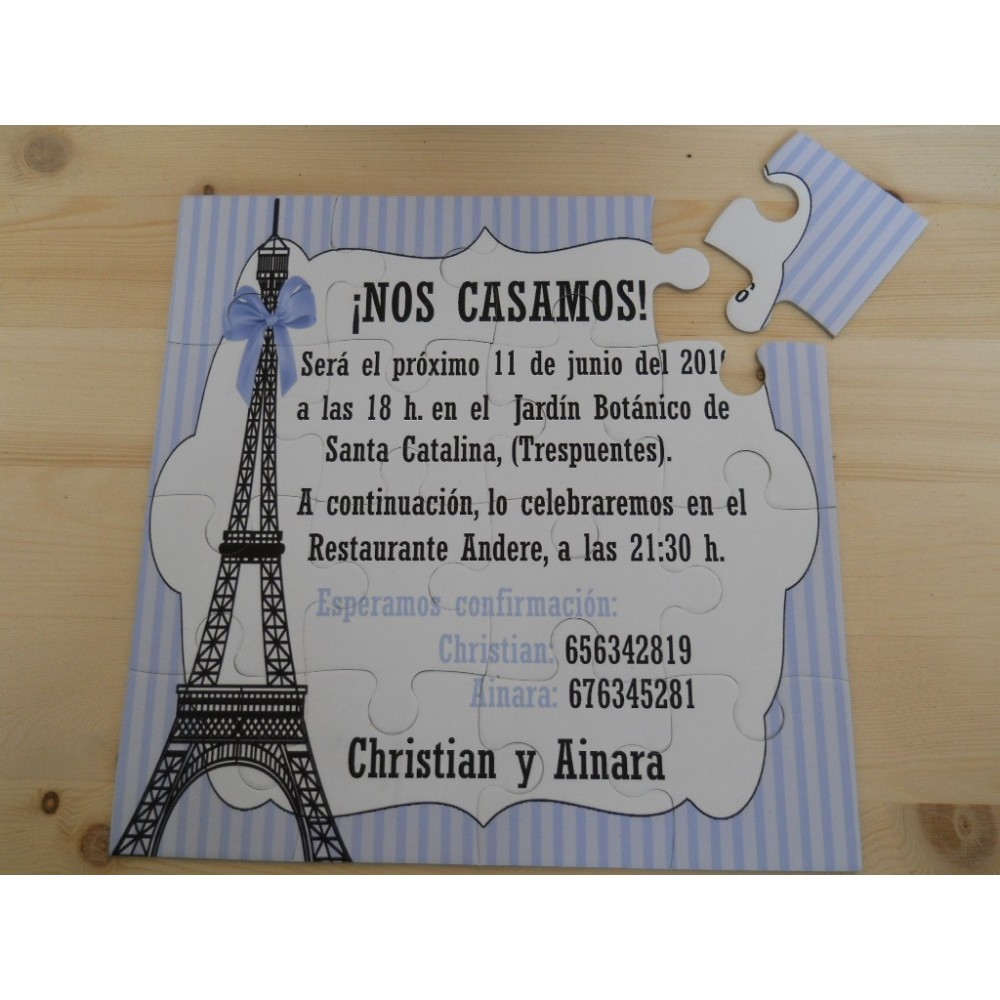 ¡NOS CASAMOS!
Será el próximo 11 de junio del 2016
a las 18 h. en el Jardín Botánico de
Santa Catalina, (Trespuentes).
A continuación, lo celebraremos en el
Restaurante Andere, a las 21:30 h.
Esperamos confirmación:
Christian: 656342819
Ainara: 676345281
Christian y Ainara